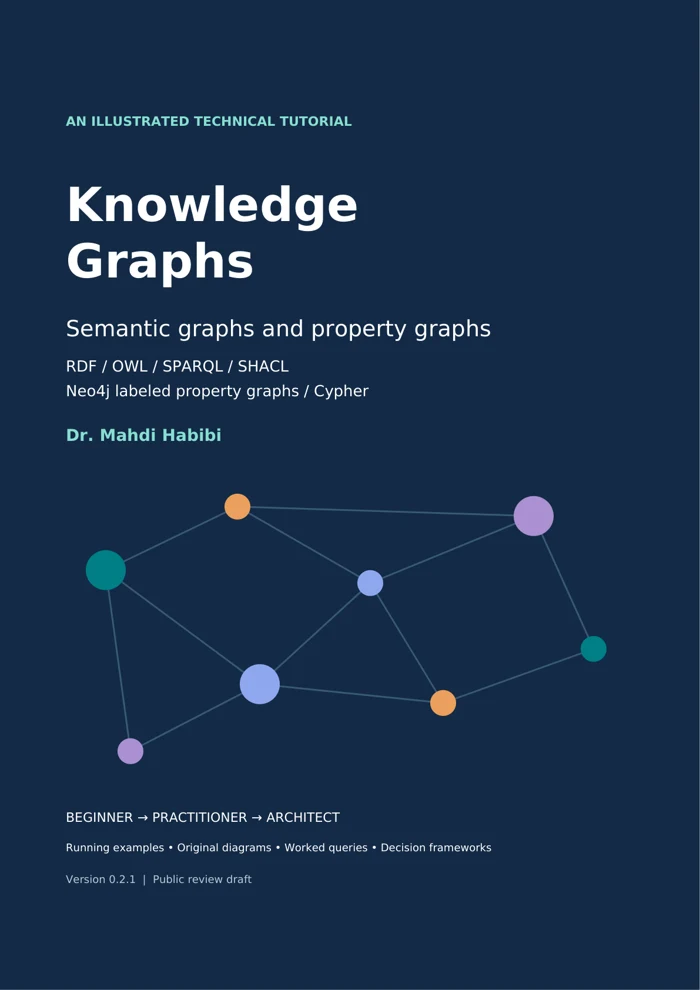 AN ILLUSTRATED TECHNICAL TUTORIAL
Knowledge
Graphs
Semantic graphs and property graphs
RDF / OWL / SPARQL / SHACL
Neo4j labeled property graphs / Cypher
Dr. Mahdi Habibi
BEGINNER → PRACTITIONER → ARCHITECT
Running examples • Original diagrams • Worked queries • Decision frameworks
Version 0.2.1 | Public review draft